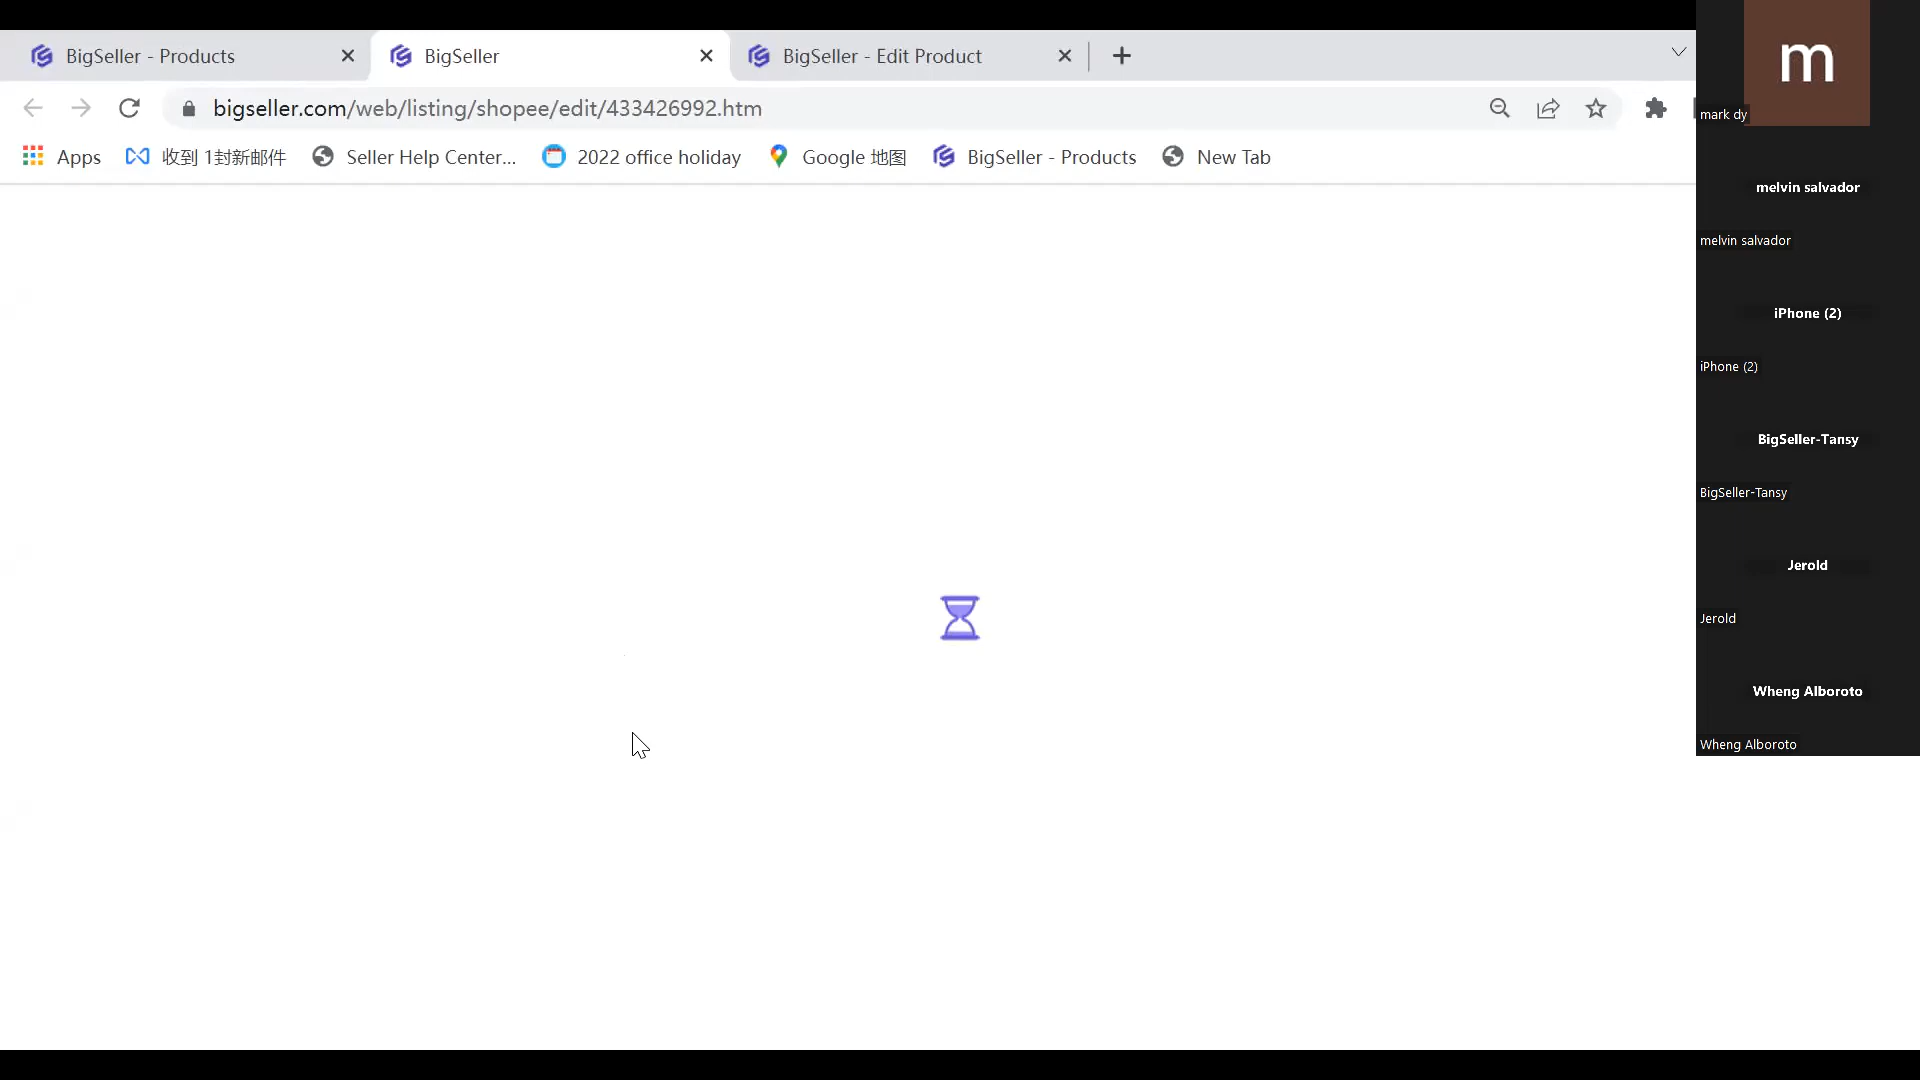 BigSeller - Products
BigSeller
BigSeller - Edit Product
bigseller.com/web/listing/shopee/edit/433426992.htm
Apps
收到 1封新邮件
Seller Help Center...
2022 office holiday
Google 地图
BigSeller - Products
New Tab
m
mark dy
melvin salvador
melvin salvador
iPhone (2)
iPhone (2)
BigSeller-Tansy
BigSeller-Tansy
Jerold
Jerold
Wheng Alboroto
Wheng Alboroto